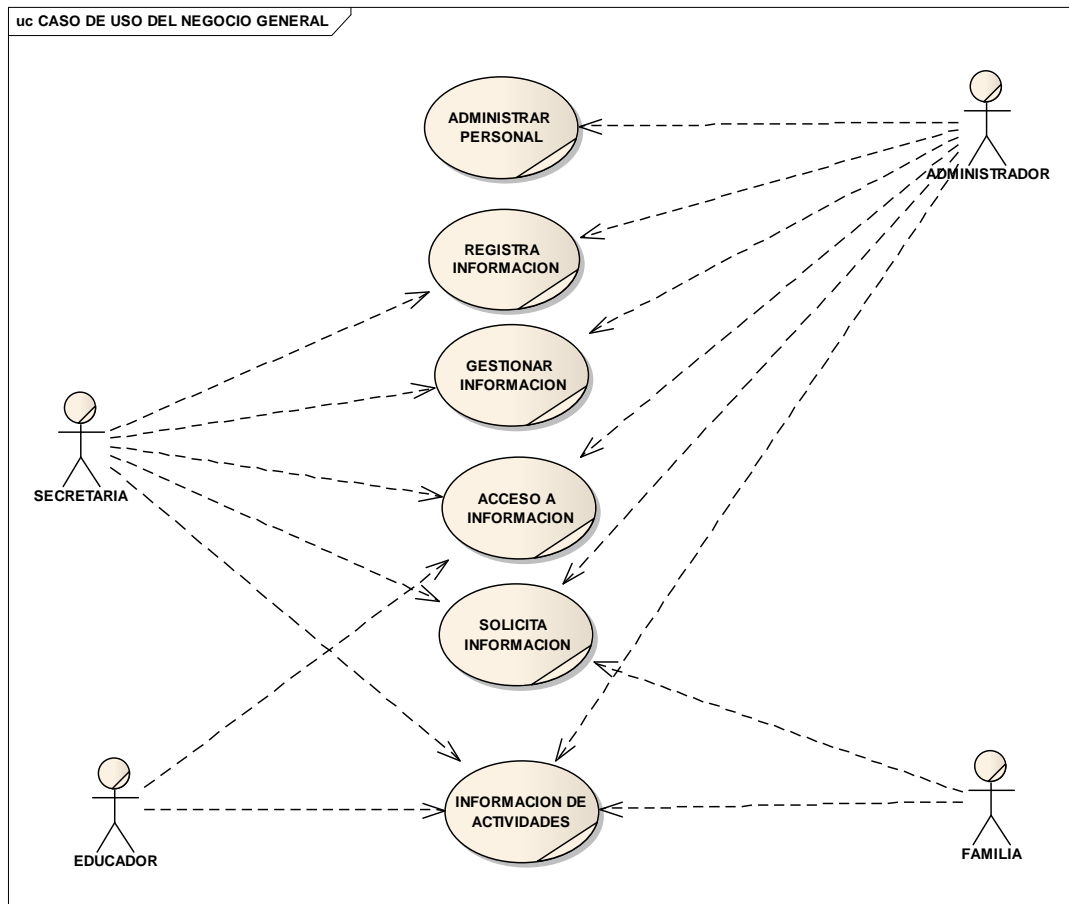 uc CASO DE USO DEL NEGOCIO GENERAL
ADMINISTRAR
PERSONAL
ADMINISTRADOR
REGISTRA
INFORMACION
GESTIONAR
INFORMACION
SECRETARIA
ACCESO A
INFORMACION
SOLICITA
INFORMACION
INFORMACION DE
ACTIVIDADES
EDUCADOR
FAMILIA